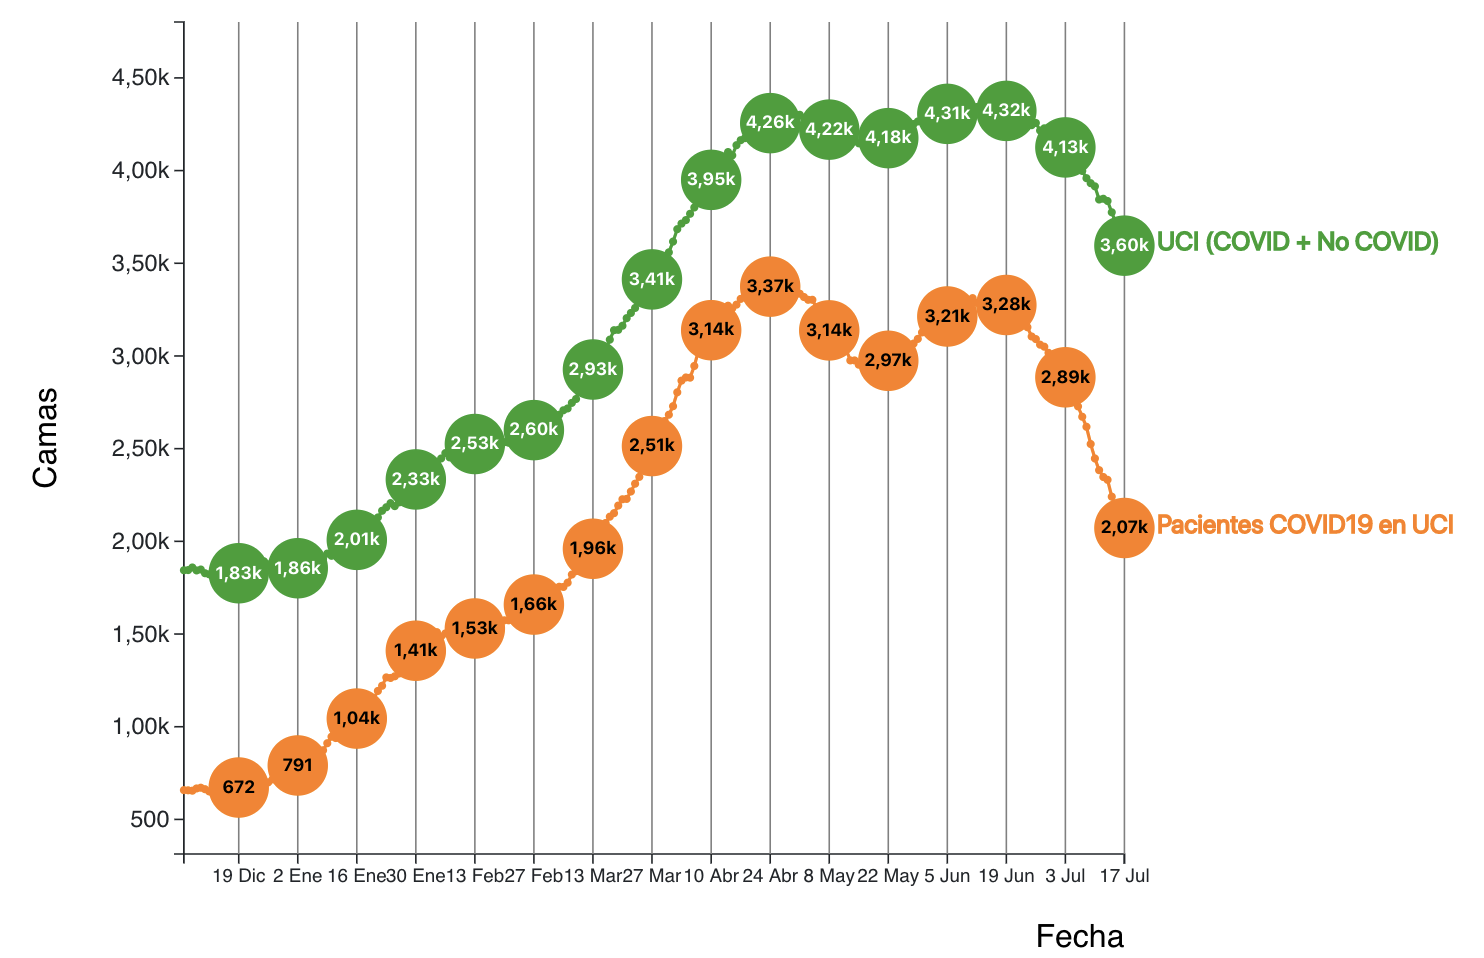 4,50k
4,00k
3,50k
3,00k
2,50k
2,00k
1,50k
1,00k
500
Camas
1,83k 1,86k 2,01k 2,33k 2,53k 2,60k 2,93k 3,41k 3,95k 4,26k 4,22k 4,18k 4,31k 4,32k 4,13k 3,60k
UCI (COVID + No COVID)
672 791 1,04k 1,41k 1,53k 1,66k 1,96k 2,51k 3,14k 3,37k 3,14k 2,97k 3,21k 3,28k 2,89k 2,07k
Pacientes COVID19 en UCI
19 Dic 2 Ene 16 Ene 30 Ene 13 Feb 27 Feb 13 Mar 27 Mar 10 Abr 24 Abr 8 May 22 May 5 Jun 19 Jun 3 Jul 17 Jul
Fecha